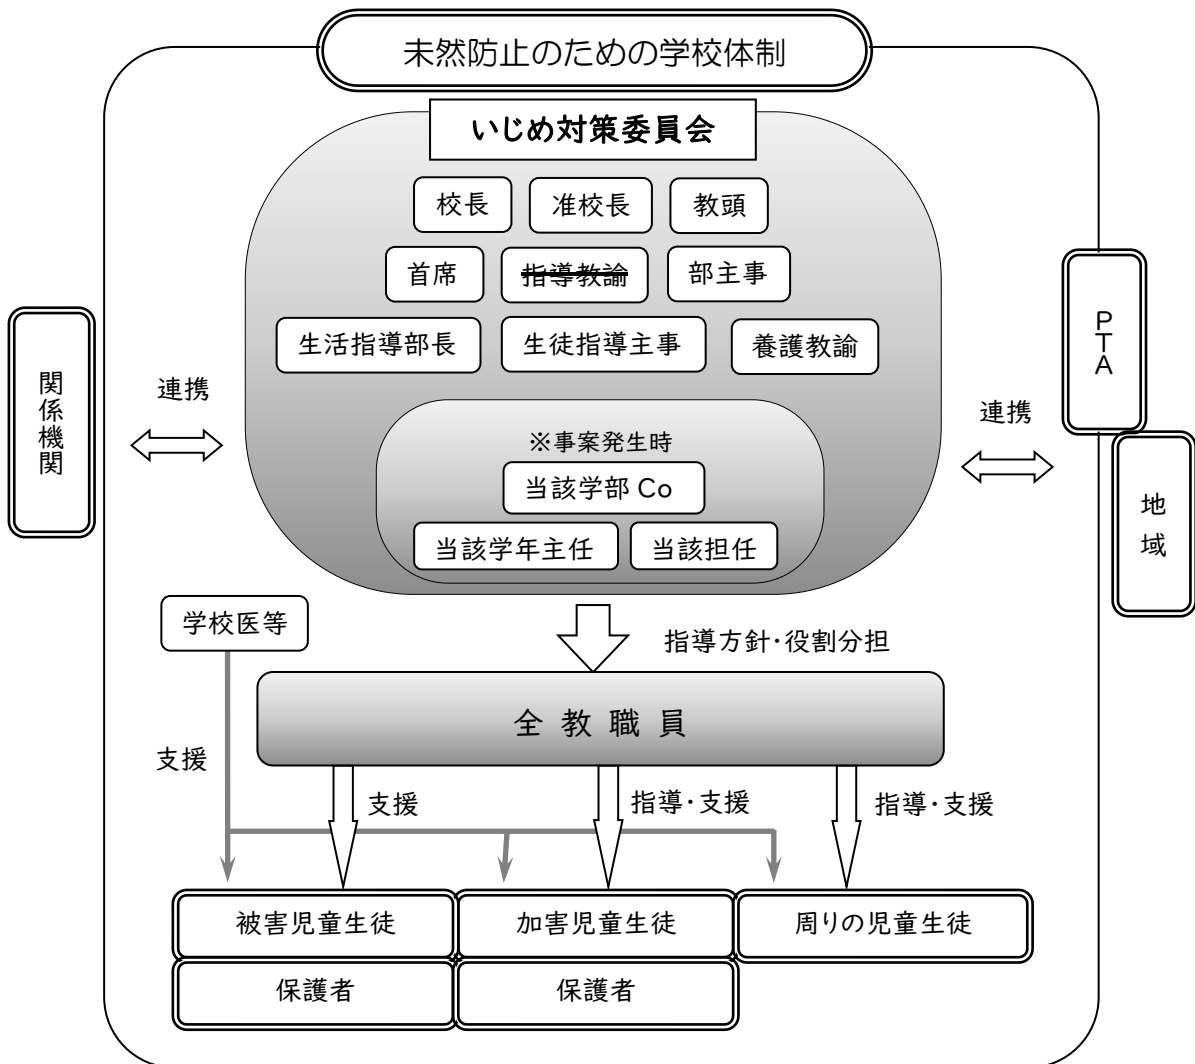 未然防止のための学校体制
いじめ対策委員会
校長
准校長
教頭
首席
指導教諭
部主事
生活指導部長
生徒指導主事
養護教諭
関係機関
連携
PTA
連携
地域
※事案発生時
当該学部 Co
当該学年主任
当該担任
学校医等
指導方針・役割分担
全教職員
支援
支援
指導・支援
指導・支援
被害児童生徒
加害児童生徒
周りの児童生徒
保護者
保護者